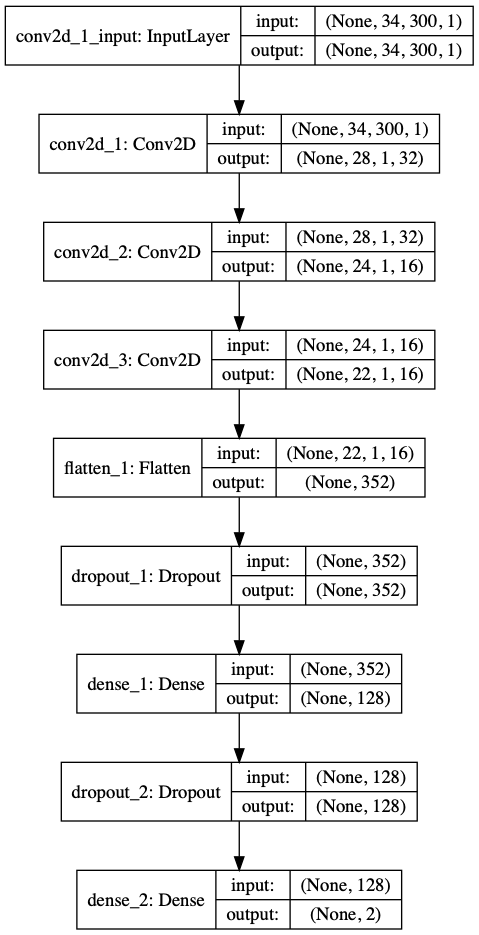 conv2d_1_input: InputLayer
input: (None, 34, 300, 1)
output: (None, 34, 300, 1)
conv2d_1: Conv2D
input: (None, 34, 300, 1)
output: (None, 28, 1, 32)
conv2d_2: Conv2D
input: (None, 28, 1, 32)
output: (None, 24, 1, 16)
conv2d_3: Conv2D
input: (None, 24, 1, 16)
output: (None, 22, 1, 16)
flatten_1: Flatten
input: (None, 22, 1, 16)
output: (None, 352)
dropout_1: Dropout
input: (None, 352)
output: (None, 352)
dense_1: Dense
input: (None, 352)
output: (None, 128)
dropout_2: Dropout
input: (None, 128)
output: (None, 128)
dense_2: Dense
input: (None, 128)
output: (None, 2)